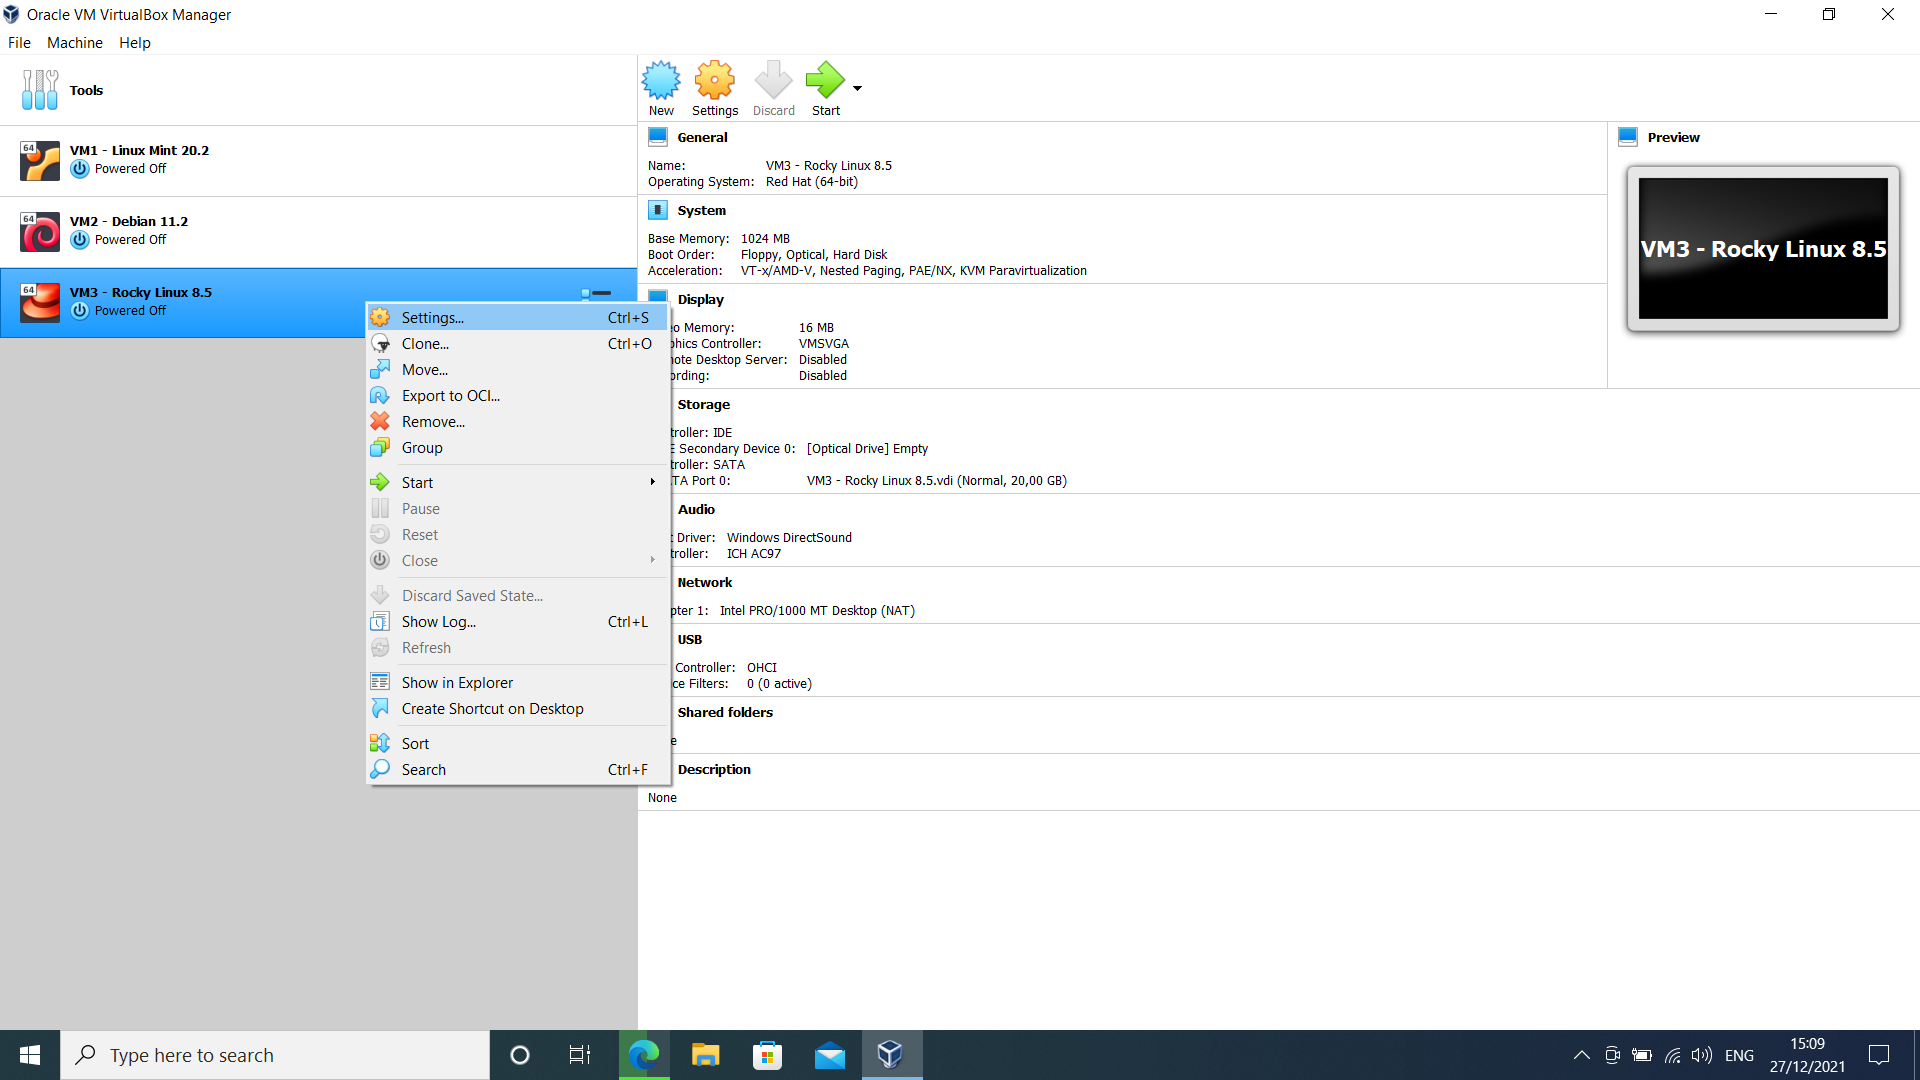 Oracle VM VirtualBox Manager
File Machine Help
Tools
64
VM1 - Linux Mint 20.2
Powered Off
64
VM2 - Debian 11.2
Powered Off
64
VM3 - Rocky Linux 8.5
Powered Off
Settings... Ctrl+S
Clone... Ctrl+O
Move...
Export to OCI...
Remove...
Group
Start
Pause
Reset
Close
Discard Saved State...
Show Log... Ctrl+L
Refresh
Show in Explorer
Create Shortcut on Desktop
Sort
Search Ctrl+F
New Settings Discard Start
General
Name: VM3 - Rocky Linux 8.5
Operating System: Red Hat (64-bit)
System
Base Memory: 1024 MB
Boot Order: Floppy, Optical, Hard Disk
Acceleration: VT-x/AMD-V, Nested Paging, PAE/NX, KVM Paravirtualization
Display
Memory: 16 MB
Controller: VMSVGA
Desktop Server: Disabled
Disabled
Storage
IDE
Secondary Device 0: [Optical Drive] Empty
SATA
Port 0: VM3 - Rocky Linux 8.5.vdi (Normal, 20,00 GB)
Audio
Driver: Windows DirectSound
ICH AC97
Network
1: Intel PRO/1000 MT Desktop (NAT)
USB
Controller: OHCI
Filters: 0 (0 active)
Shared folders
Description
None
Preview
VM3 - Rocky Linux 8.5
Type here to search
ENG
15:09
27/12/2021